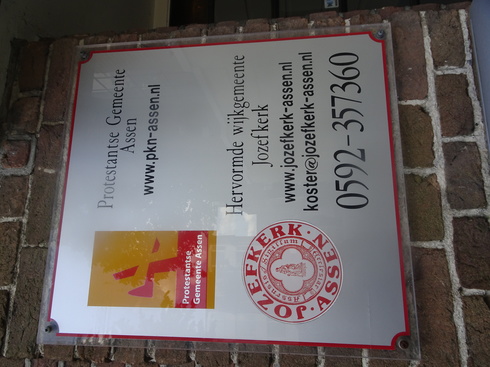 Protestantse Gemeente
Assen
www.pkn-assen.nl
Protestantse
Gemeente Assen
Hervormde wijkgemeente
Jozefkerk
www.jozefkerk-assen.nl
koster@jozefkerk-assen.nl
0592-357360
JOZEFKERK · ASSEN ·